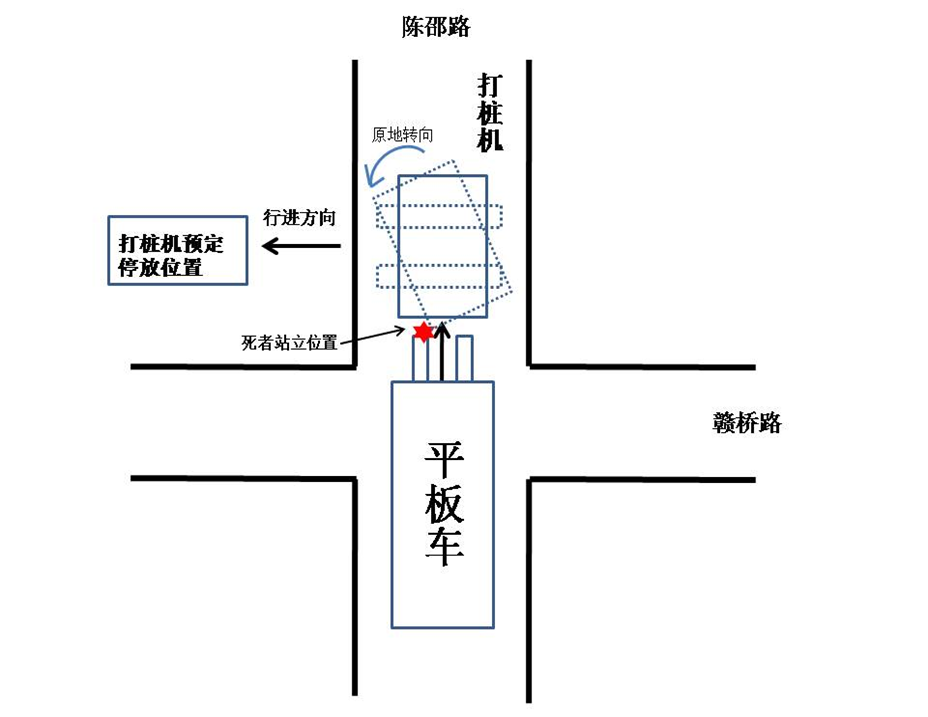 陈邵路
打桩机
原地转向
行进方向
打桩机预定
停放位置
死者站立位置
赣桥路
平板车